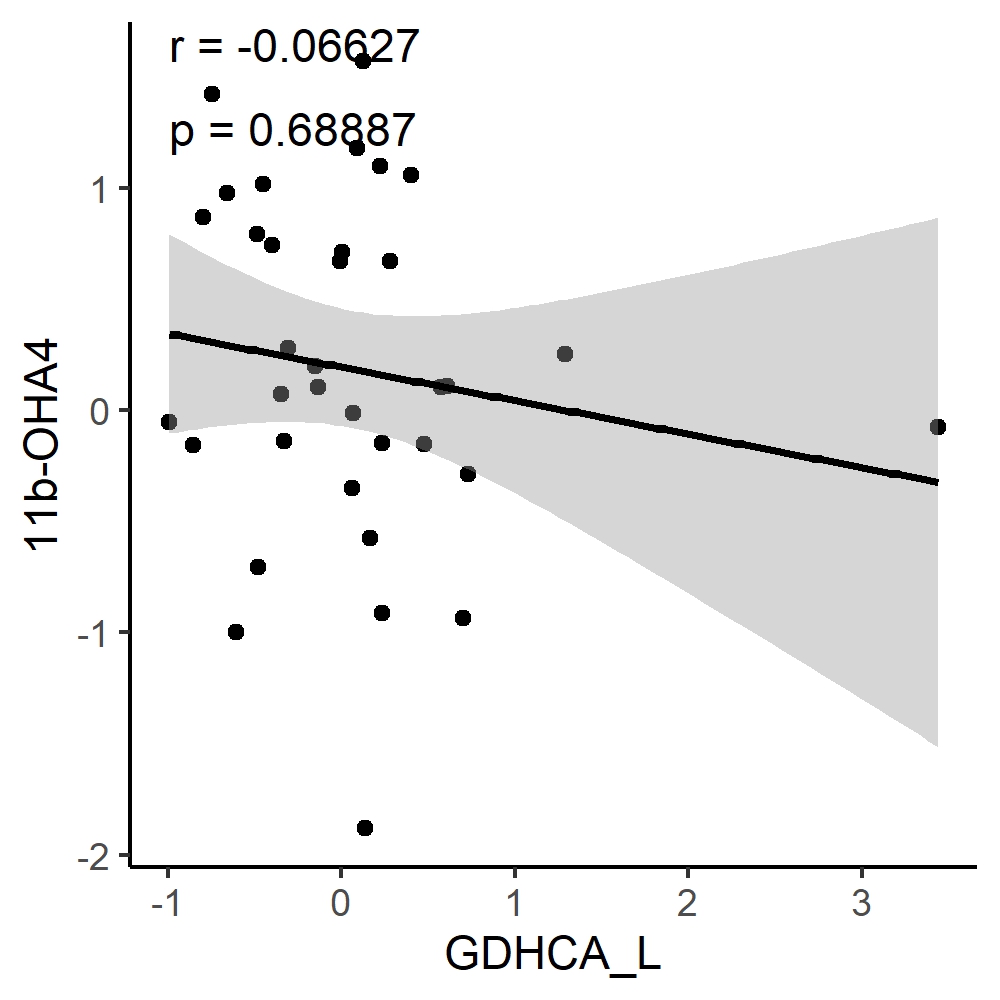 r = -0.06627
p = 0.68887
1
0
-1
-2
11b-OHA4
-1 0 1 2 3
GDHCA_L